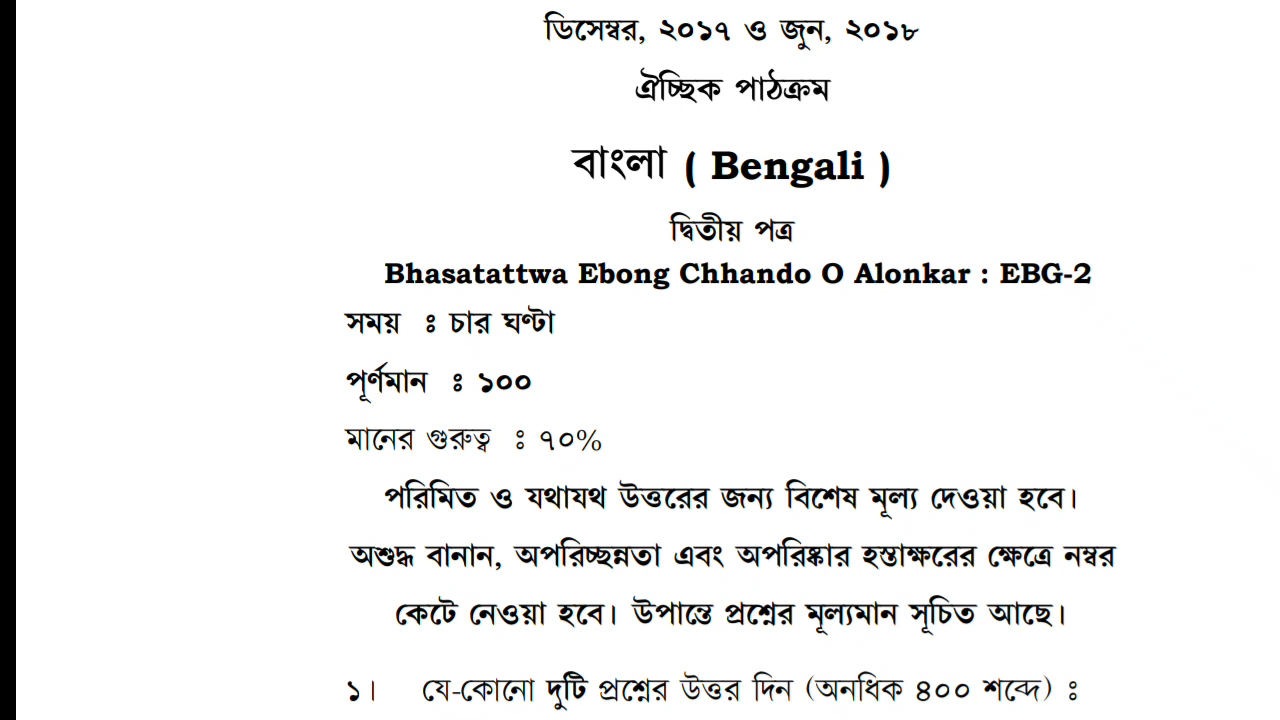 ডিসেম্বর, ২০১৭ ও জুন, ২০১৮
ঐচ্ছিক পাঠক্রম
বাংলা ( Bengali )
দ্বিতীয় পত্র
Bhasatattwa Ebong Chhando O Alonkar : EBG-2
সময় ঃ চার ঘণ্টা
পূর্ণমান ঃ ১০০
মানের গুরুত্ব ঃ ৭০%
পরিমিত ও যথাযথ উত্তরের জন্য বিশেষ মূল্য দেওয়া হবে।
অশুদ্ধ বানান, অপরিচ্ছন্নতা এবং অপরিষ্কার হস্তাক্ষরের ক্ষেত্রে নম্বর
কেটে নেওয়া হবে। উপান্তে প্রশ্নের মূল্যমান সূচিত আছে।
১। যে-কোনো দুটি প্রশ্নের উত্তর দিন (অনধিক ৪০০ শব্দে) ঃ